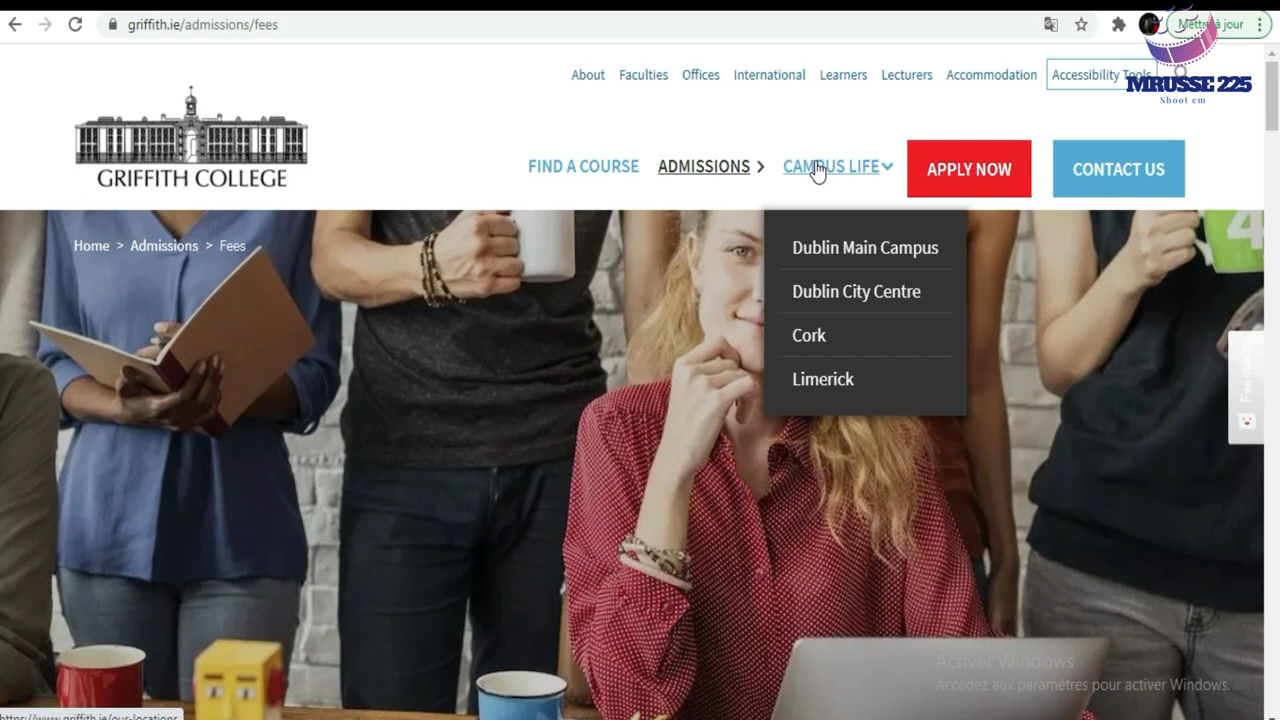 griffith.ie/admissions/fees
Mettre à jour
About Faculties Offices International Learners Lecturers Accommodation Accessibility Tools
MRUSSE 225
Shoot em
GRIFFITH COLLEGE
FIND A COURSE ADMISSIONS CAMPUS LIFE APPLY NOW CONTACT US
Home > Admissions > Fees
4
Dublin Main Campus
Dublin City Centre
Cork
Limerick
Feedback
Activer Windows
Accédez aux paramètres pour activer Windows.
https://www.griffith.ie/our-locations